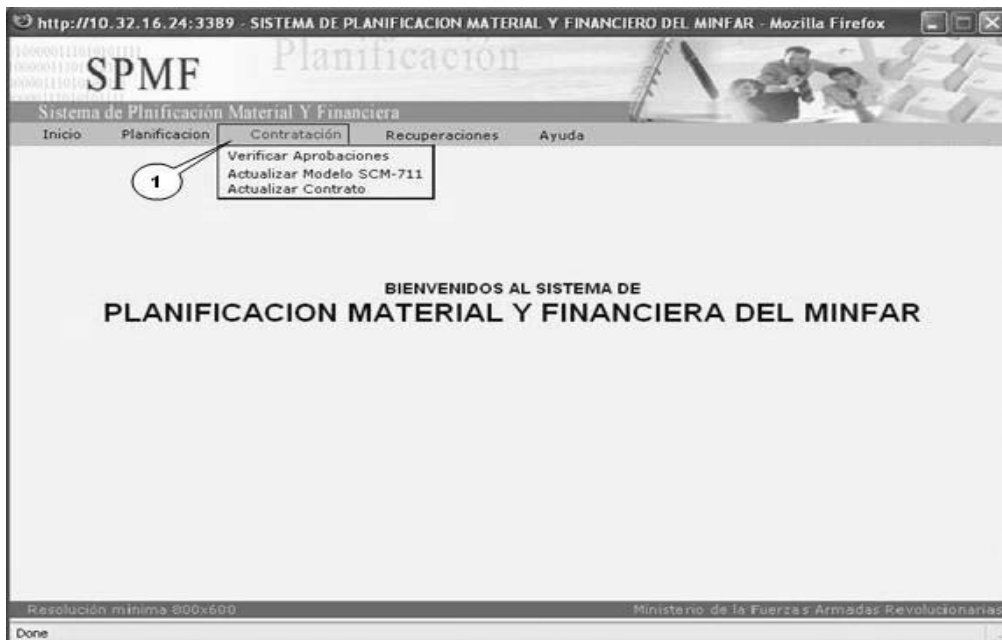 http://10.32.16.24:3389 - SISTEMA DE PLANIFICACION MATERIAL Y FINANCIERO DEL MINFAR - Mozilla Firefox
Planificación
SPMF
Sistema de Plnificación Material Y Financiera
Inicio Planificacion Contratación Recuperaciones Ayuda
Verificar Aprobaciones
Actualizar Modelo SCM-711
Actualizar Contrato
1
BIENVENIDOS AL SISTEMA DE
PLANIFICACION MATERIAL Y FINANCIERA DEL MINFAR
Resolución mínima 800x600 Ministerio de la Fuerzas Armadas Revolucionarias
Done